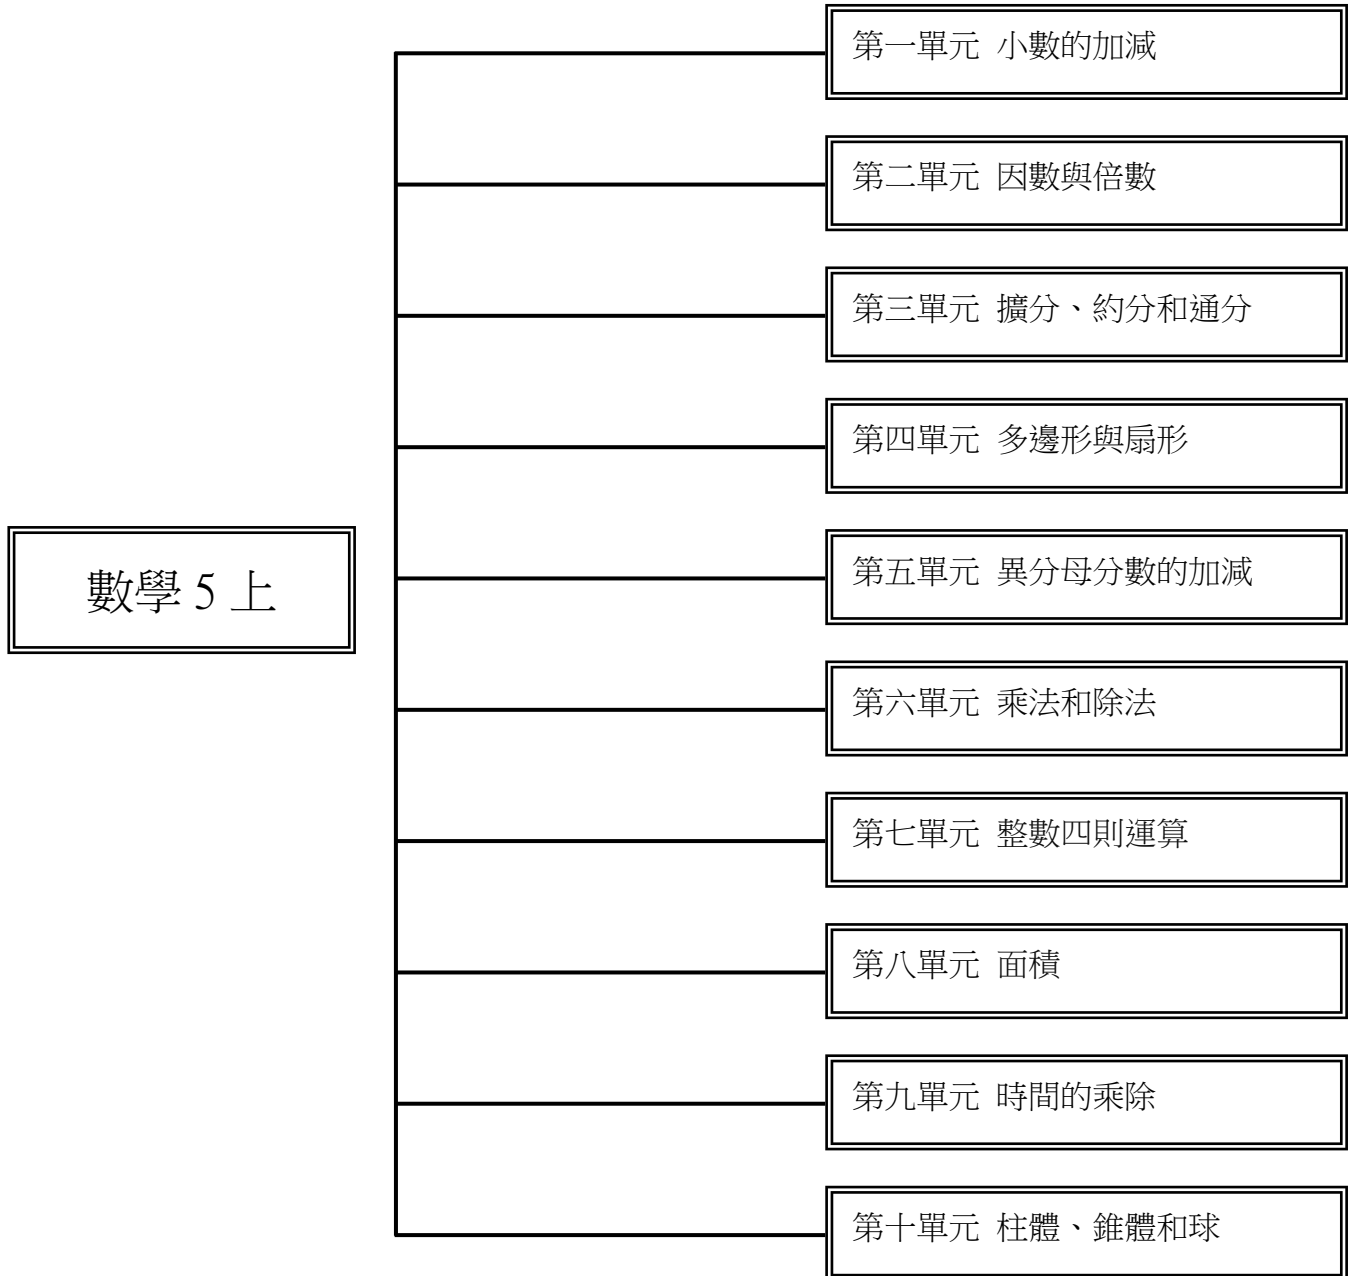 第一單元 小數的加減
第二單元 因數與倍數
第三單元 擴分、約分和通分
第四單元 多邊形與扇形
數學 5 上
第五單元 異分母分數的加減
第六單元 乘法和除法
第七單元 整數四則運算
第八單元 面積
第九單元 時間的乘除
第十單元 柱體、錐體和球